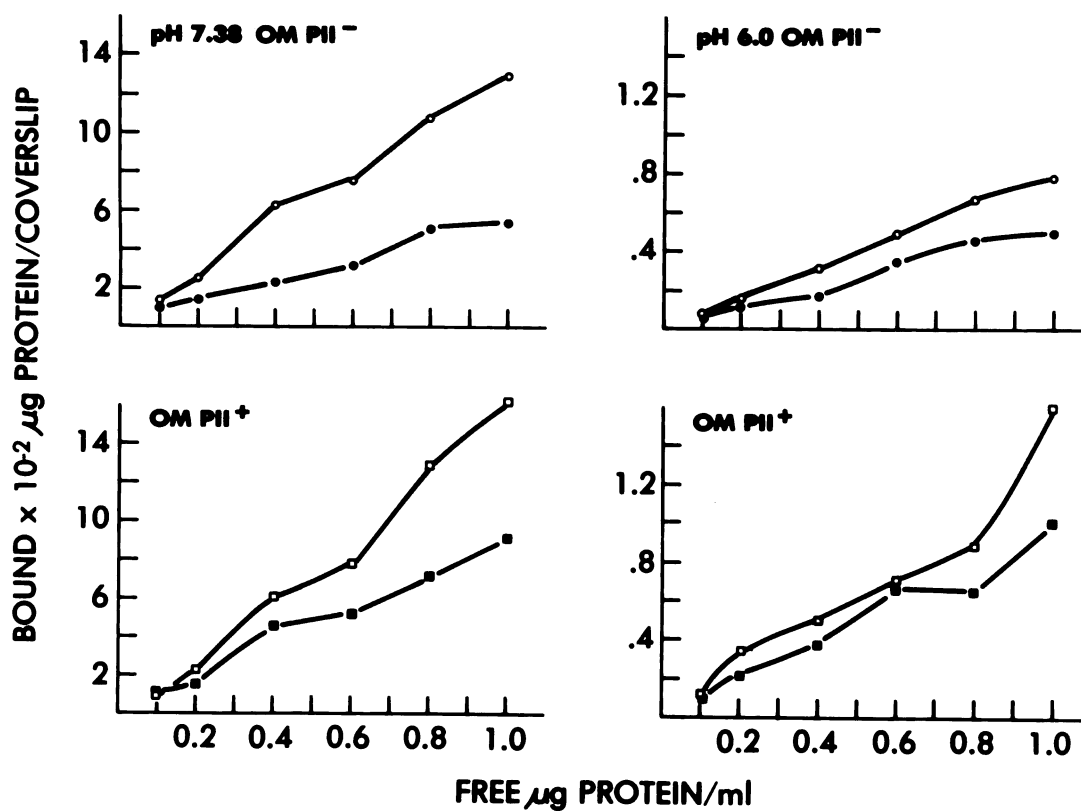 pH 7.38 OM PII⁻
14
10
6
2
pH 6.0 OM PII⁻
1.2
.8
.4
BOUND x 10⁻² µg PROTEIN/COVERSLIP
OM PII⁺
14
10
6
2
0.2 0.4 0.6 0.8 1.0
OM PII⁺
1.2
.8
.4
0.2 0.4 0.6 0.8 1.0
FREE µg PROTEIN/ml